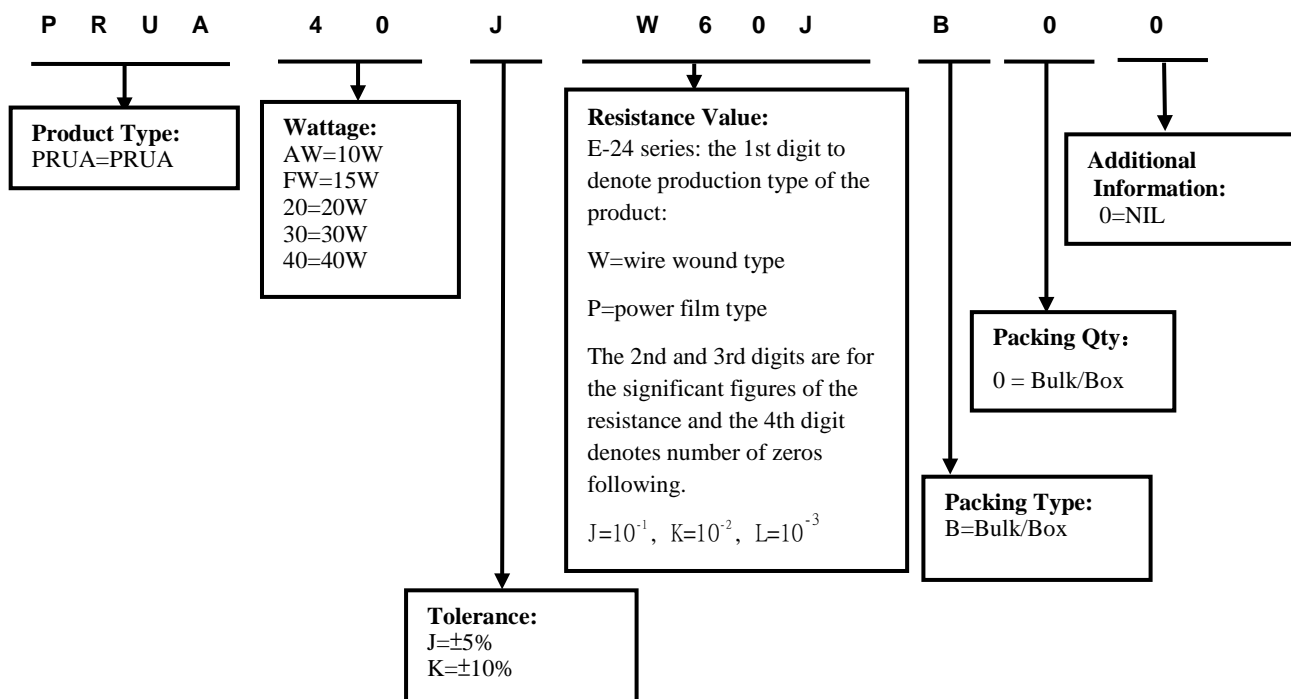 P R U A 4 0 J W 6 0 J B 0 0
Product Type:
PRUA=PRUA
Wattage:
AW=10W
FW=15W
20=20W
30=30W
40=40W
Resistance Value:
E-24 series: the 1st digit to
denote production type of the
product:
W=wire wound type
P=power film type
The 2nd and 3rd digits are for
the significant figures of the
resistance and the 4th digit
denotes number of zeros
following.
J=10⁻¹, K=10⁻², L=10⁻³
Additional
Information:
0=NIL
Packing Qty：
0 = Bulk/Box
Packing Type:
B=Bulk/Box
Tolerance:
J=±5%
K=±10%